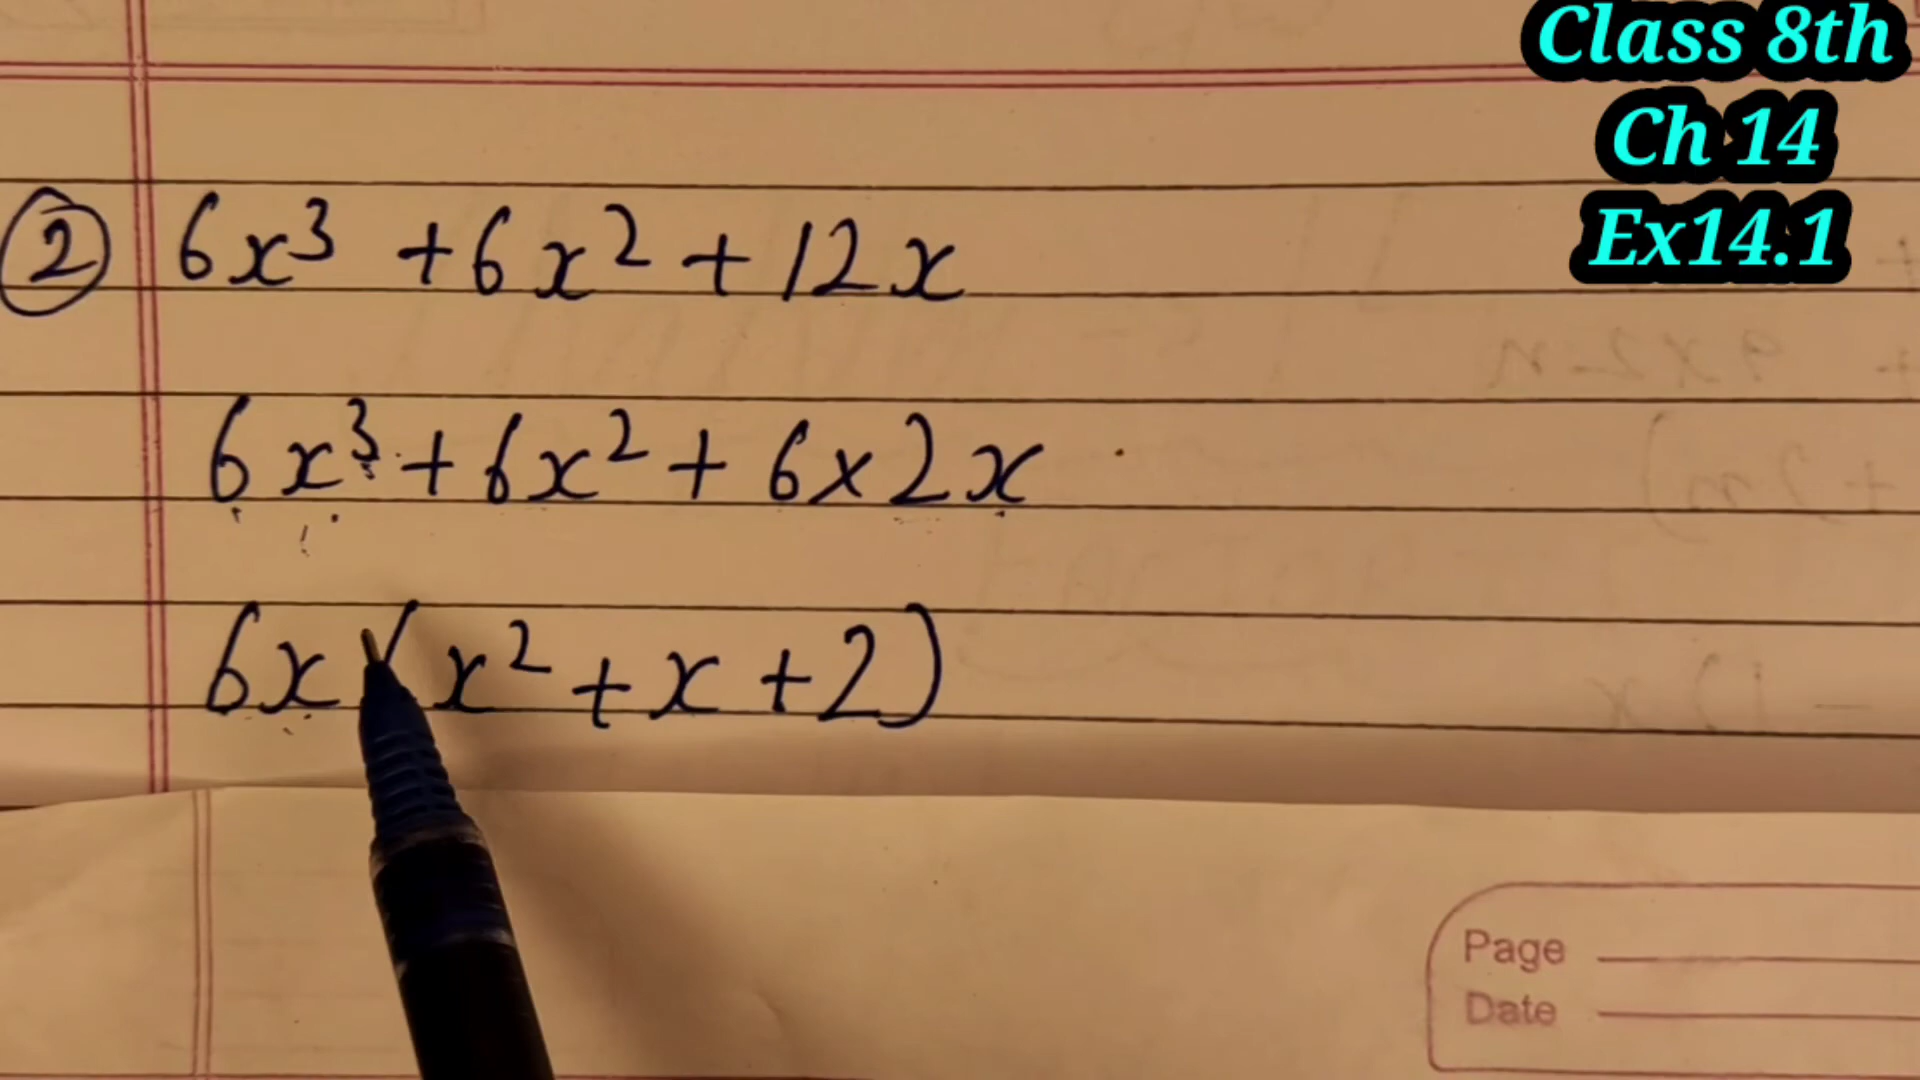 Class 8th
Ch 14
Ex14.1
② 6x³ + 6x² + 12x
6x³ + 6x² + 6×2x
6x(x² + x + 2)
Page
Date